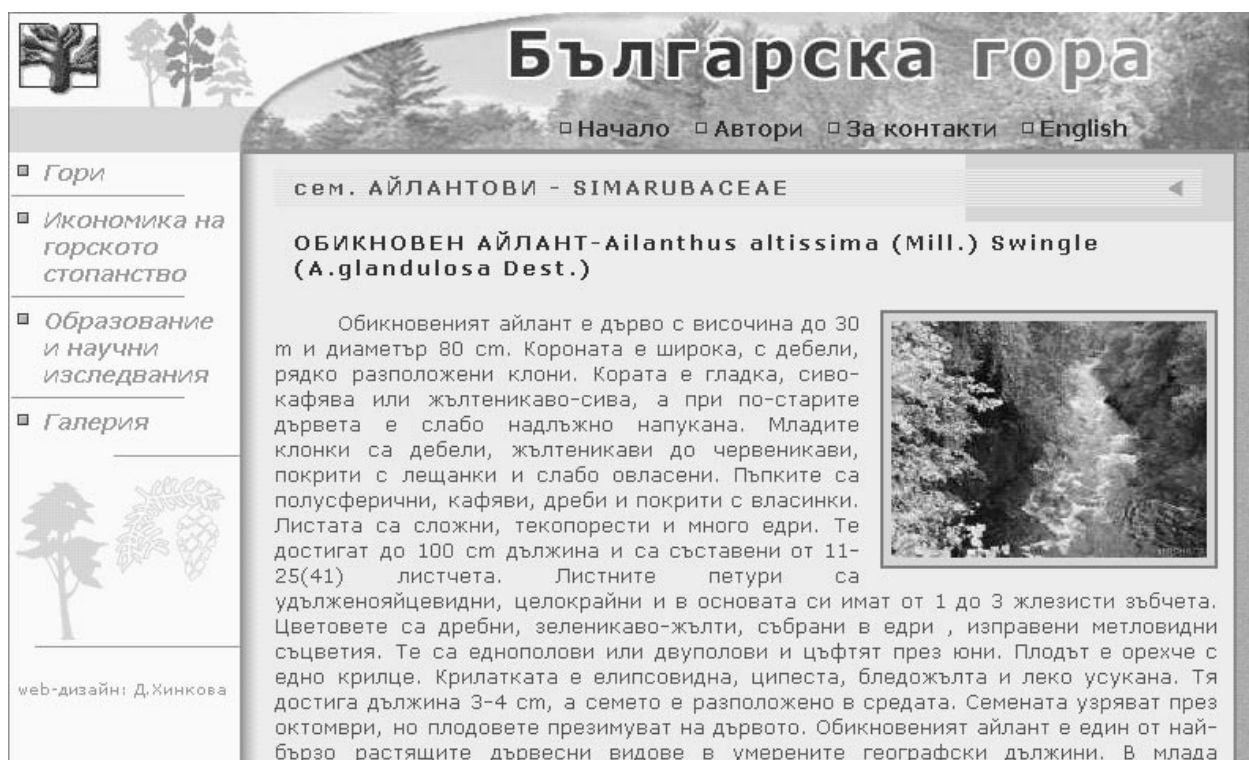 Българска гора
Начало Автори За контакти English
Гори
Икономика на
горското
стопанство
Образование
и научни
изследвания
Галерия
web-дизайн: Д.Хинкова
сем. АЙЛАНТОВИ - SIMARUBACEAE
ОБИКНОВЕН АЙЛАНТ-Ailanthus altissima (Mill.) Swingle
(A.glandulosa Dest.)
Обикновеният айлант е дърво с височина до 30
m и диаметър 80 cm. Короната е широка, с дебели,
рядко разположени клони. Кората е гладка, сиво-
кафява или жълтеникаво-сива, а при по-старите
дървета е слабо надлъжно напукана. Младите
клонки са дебели, жълтеникави до червеникави,
покрити с лещанки и слабо овласени. Пъпките са
полусферични, кафяви, дреби и покрити с власинки.
Листата са сложни, текопорести и много едри. Те
достигат до 100 cm дължина и са съставени от 11-
25(41) листчета. Листните петури са
удълженояйцевидни, целокрайни и в основата си имат от 1 до 3 жлезисти зъбчета.
Цветовете са дребни, зеленикаво-жълти, събрани в едри , изправени метловидни
съцветия. Те са еднополови или двуполови и цъфтят през юни. Плодът е орехче с
едно крилце. Крилатката е елипсовидна, ципеста, бледожълта и леко усукана. Тя
достига дължина 3-4 cm, а семето е разположено в средата. Семената узряват през
октомври, но плодовете презимуват на дървото. Обикновеният айлант е един от най-
бързо растящите дървесни видове в умерените географски дължини. В млада